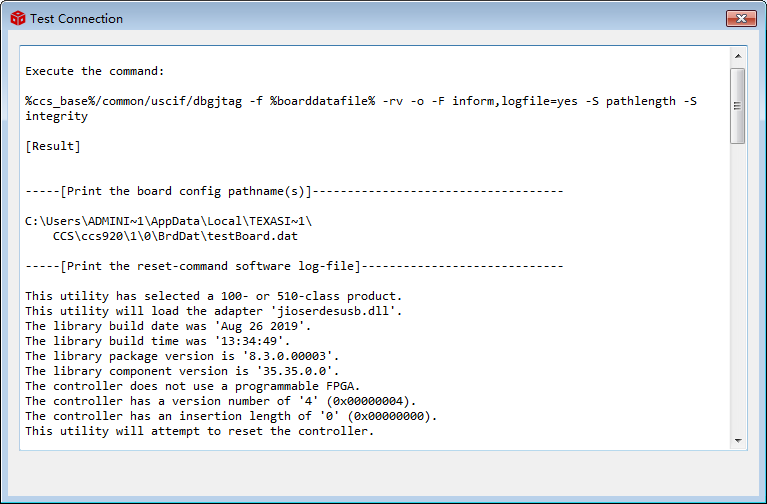 Test Connection
Execute the command:
%ccs_base%/common/uscif/dbgjtag -f %boarddatafile% -rv -o -F inform,logfile=yes -S pathlength -S
integrity
[Result]
-----[Print the board config pathname(s)]------------------------------------
C:\Users\ADMINI~1\AppData\Local\TEXASI~1\
CCS\ccs920\1\0\BrdDat\testBoard.dat
-----[Print the reset-command software log-file]-----------------------------
This utility has selected a 100- or 510-class product.
This utility will load the adapter 'jioserdesusb.dll'.
The library build date was 'Aug 26 2019'.
The library build time was '13:34:49'.
The library package version is '8.3.0.00003'.
The library component version is '35.35.0.0'.
The controller does not use a programmable FPGA.
The controller has a version number of '4' (0x00000004).
The controller has an insertion length of '0' (0x00000000).
This utility will attempt to reset the controller.